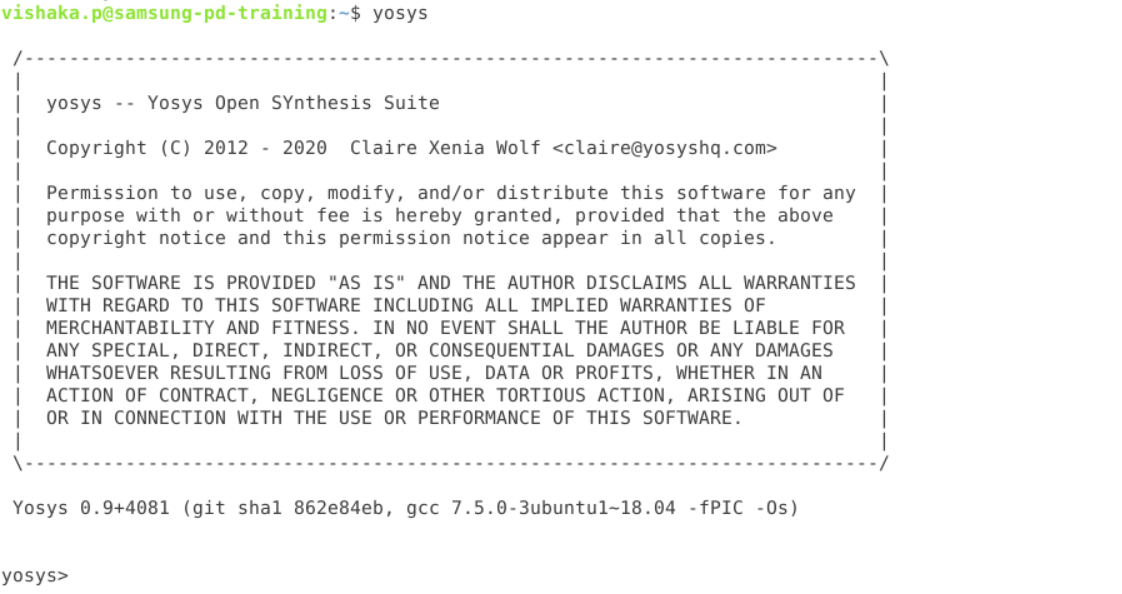 vishaka.p@samsung-pd-training:~$ yosys
/----------------------------------------------------------------------------\
|                                                                            |
|  yosys -- Yosys Open SYnthesis Suite                                       |
|                                                                            |
|  Copyright (C) 2012 - 2020  Claire Xenia Wolf <claire@yosyshq.com>         |
|                                                                            |
|  Permission to use, copy, modify, and/or distribute this software for any  |
|  purpose with or without fee is hereby granted, provided that the above    |
|  copyright notice and this permission notice appear in all copies.         |
|                                                                            |
|  THE SOFTWARE IS PROVIDED "AS IS" AND THE AUTHOR DISCLAIMS ALL WARRANTIES  |
|  WITH REGARD TO THIS SOFTWARE INCLUDING ALL IMPLIED WARRANTIES OF          |
|  MERCHANTABILITY AND FITNESS. IN NO EVENT SHALL THE AUTHOR BE LIABLE FOR   |
|  ANY SPECIAL, DIRECT, INDIRECT, OR CONSEQUENTIAL DAMAGES OR ANY DAMAGES    |
|  WHATSOEVER RESULTING FROM LOSS OF USE, DATA OR PROFITS, WHETHER IN AN     |
|  ACTION OF CONTRACT, NEGLIGENCE OR OTHER TORTIOUS ACTION, ARISING OUT OF   |
|  OR IN CONNECTION WITH THE USE OR PERFORMANCE OF THIS SOFTWARE.            |
|                                                                            |
\----------------------------------------------------------------------------/
Yosys 0.9+4081 (git sha1 862e84eb, gcc 7.5.0-3ubuntu1~18.04 -fPIC -Os)
yosys>